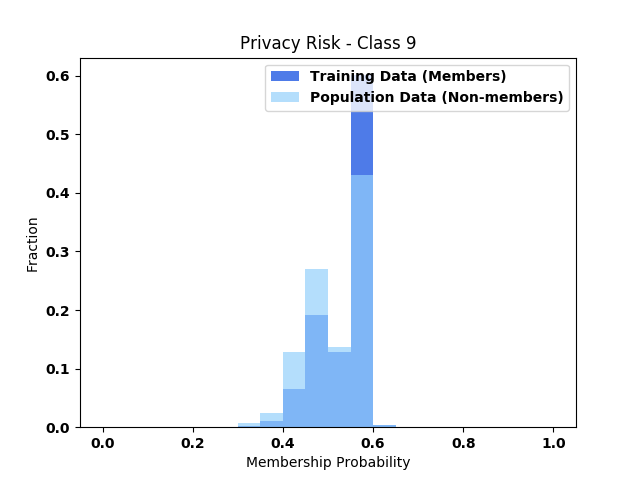 Privacy Risk - Class 9
Training Data (Members)
Population Data (Non-members)
0.6
0.5
0.4
0.3
0.2
0.1
0.0
Fraction
0.0 0.2 0.4 0.6 0.8 1.0
Membership Probability